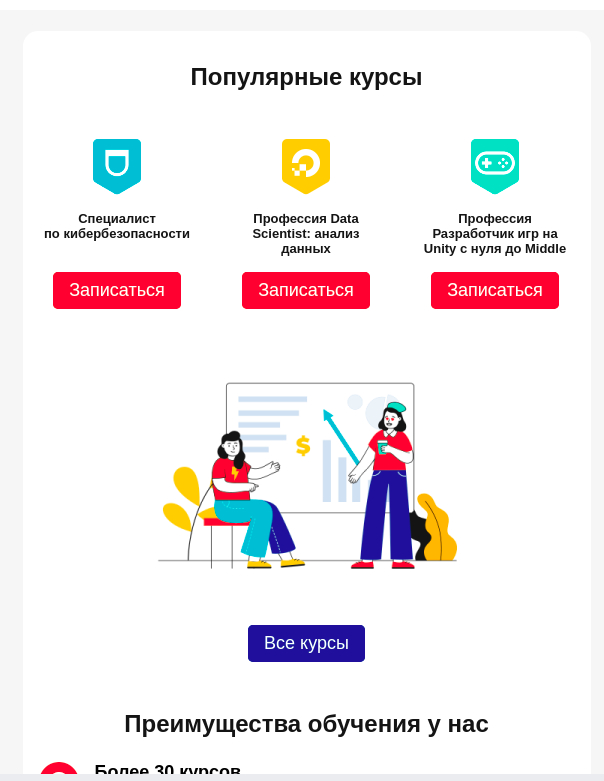 Популярные курсы
Специалист
по кибербезопасности
Профессия Data
Scientist: анализ
данных
Профессия
Разработчик игр на
Unity с нуля до Middle
Записаться
Записаться
Записаться
$
Все курсы
Преимущества обучения у нас
Более 30 курсов